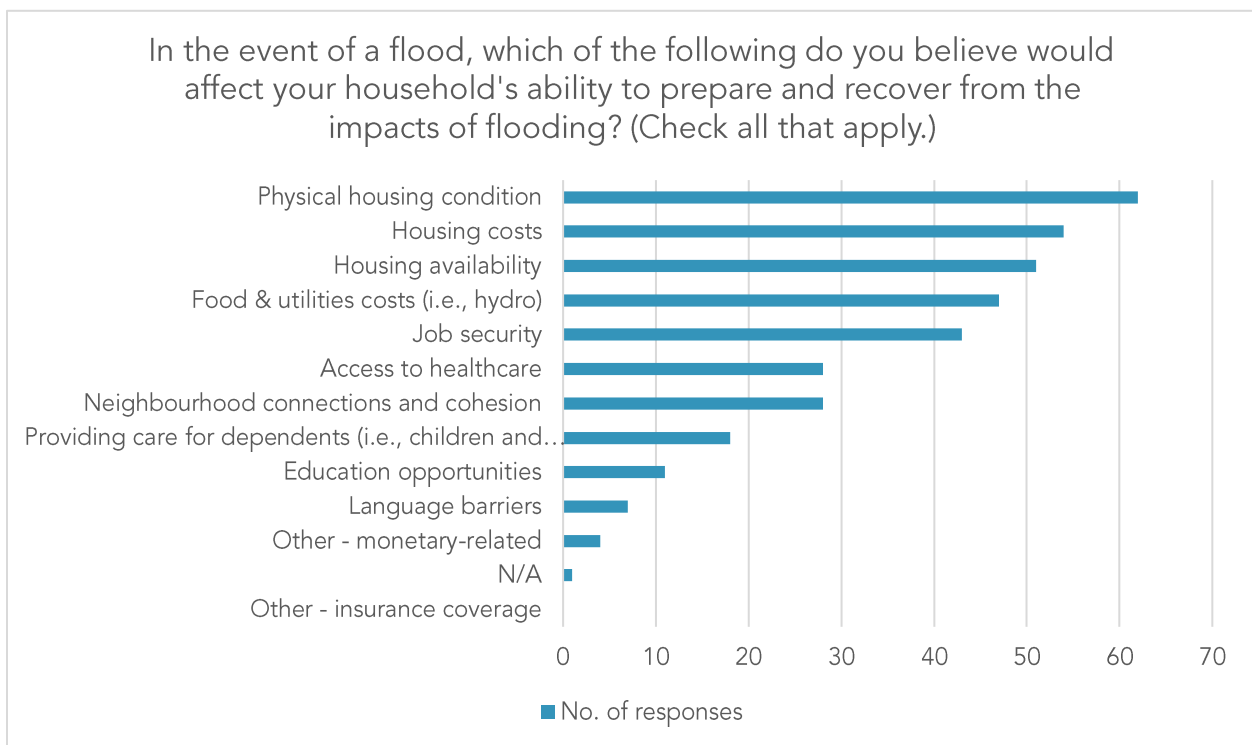 In the event of a flood, which of the following do you believe would
affect your household's ability to prepare and recover from the
impacts of flooding? (Check all that apply.)
Physical housing condition
Housing costs
Housing availability
Food & utilities costs (i.e., hydro)
Job security
Access to healthcare
Neighbourhood connections and cohesion
Providing care for dependents (i.e., children and…
Education opportunities
Language barriers
Other - monetary-related
N/A
Other - insurance coverage
0 10 20 30 40 50 60 70
No. of responses